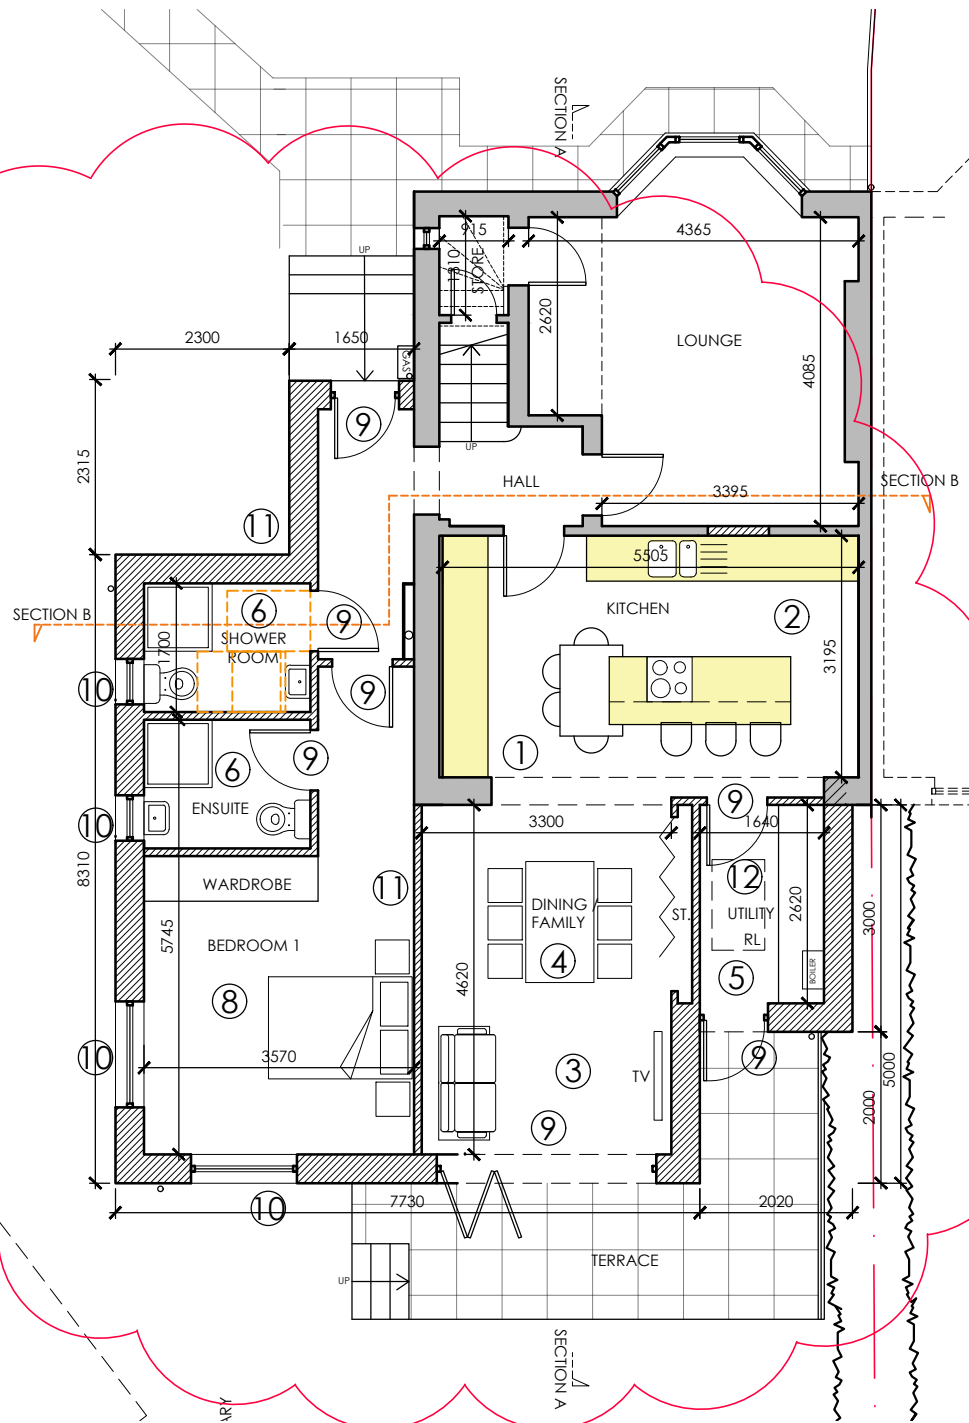 SECTION A
UP
915
4365
1310
STORE
2620
LOUNGE
4085
2300
1650
GAS
9
UP
2315
HALL
3395
SECTION B
11
5505
KITCHEN
2
3195
SECTION B
6
SHOWER
ROOM
1700
9
9
10
1
6
9
ENSUITE
10
9
3300
1640
8310
WARDROBE
11
12
5745
BEDROOM 1
DINING /
FAMILY
ST.
UTILITY
RL
2620
3000
4
5
BOILER
4620
8
10
3570
3
TV
9
5000
2000
9
10
7730
2020
TERRACE
UP
SECTION A
ARY